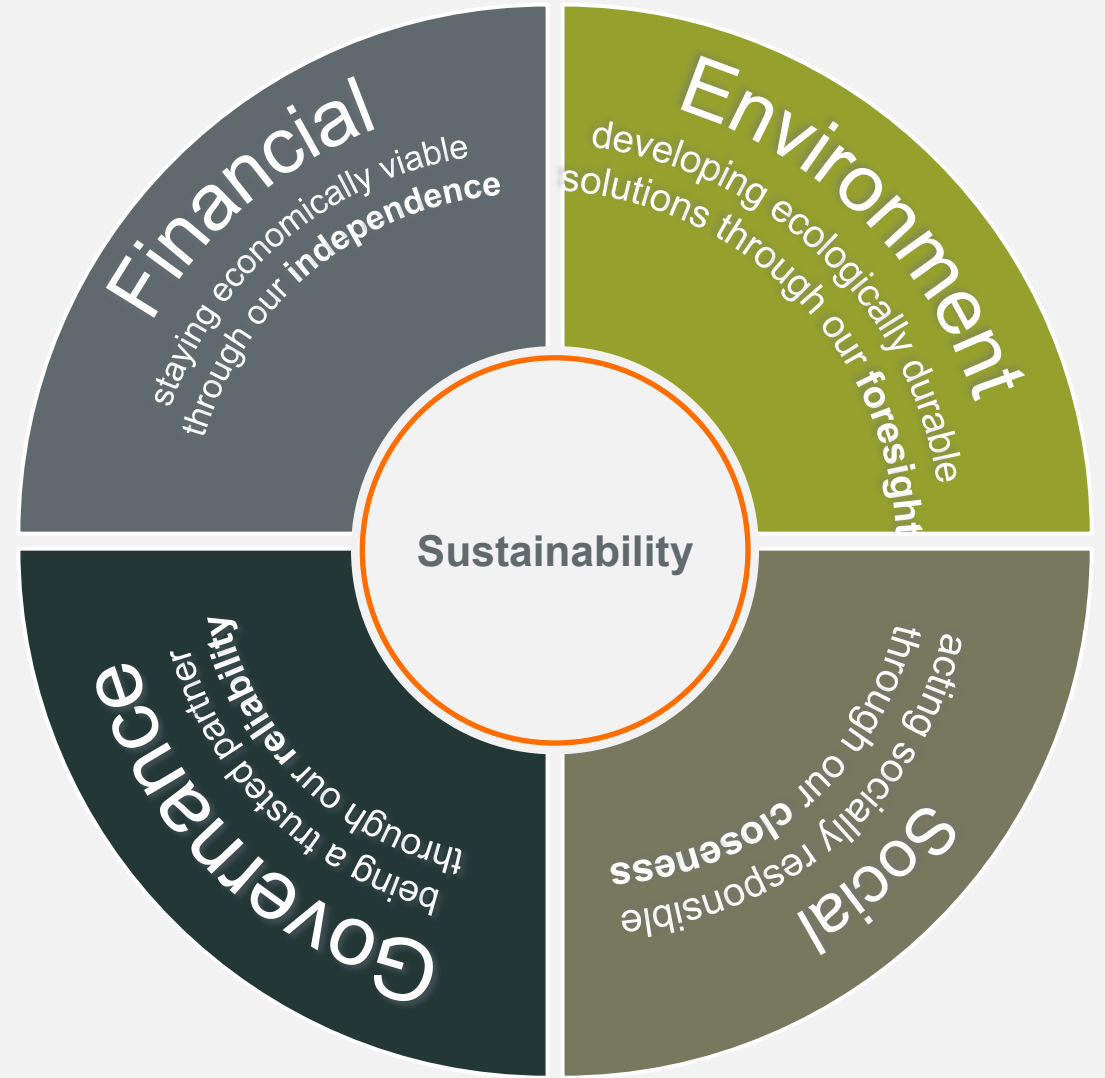 Financial
staying economically viable
through our independence
Environment
developing ecologically durable
solutions through our foresight
Sustainability
Social
acting socially responsible
through our closeness
Governance
being a trusted partner
through our reliability